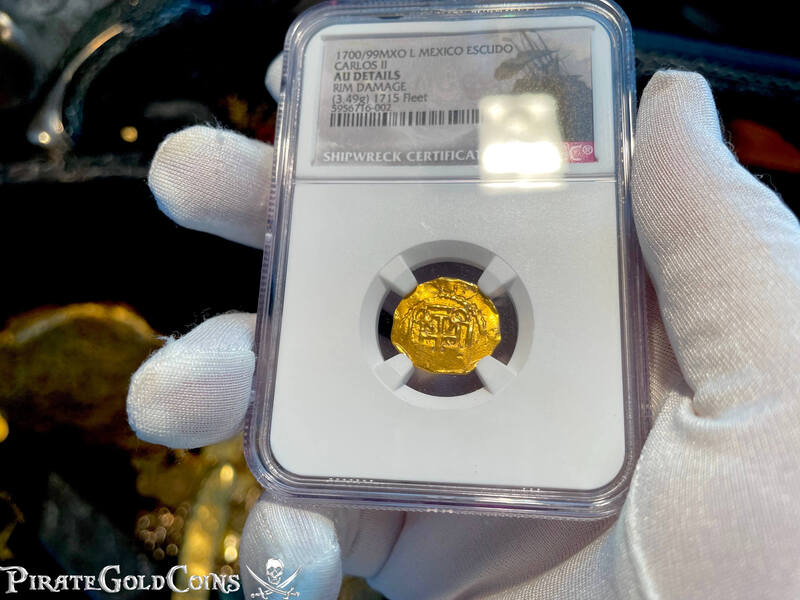 1700/99MXO L MEXICO ESCUDO
CARLOS II
AU DETAILS
RIM DAMAGE
(3.49g) 1715 Fleet
5956716-002
SHIPWRECK CERTIFICAT
PIRATEGOLDCOINS